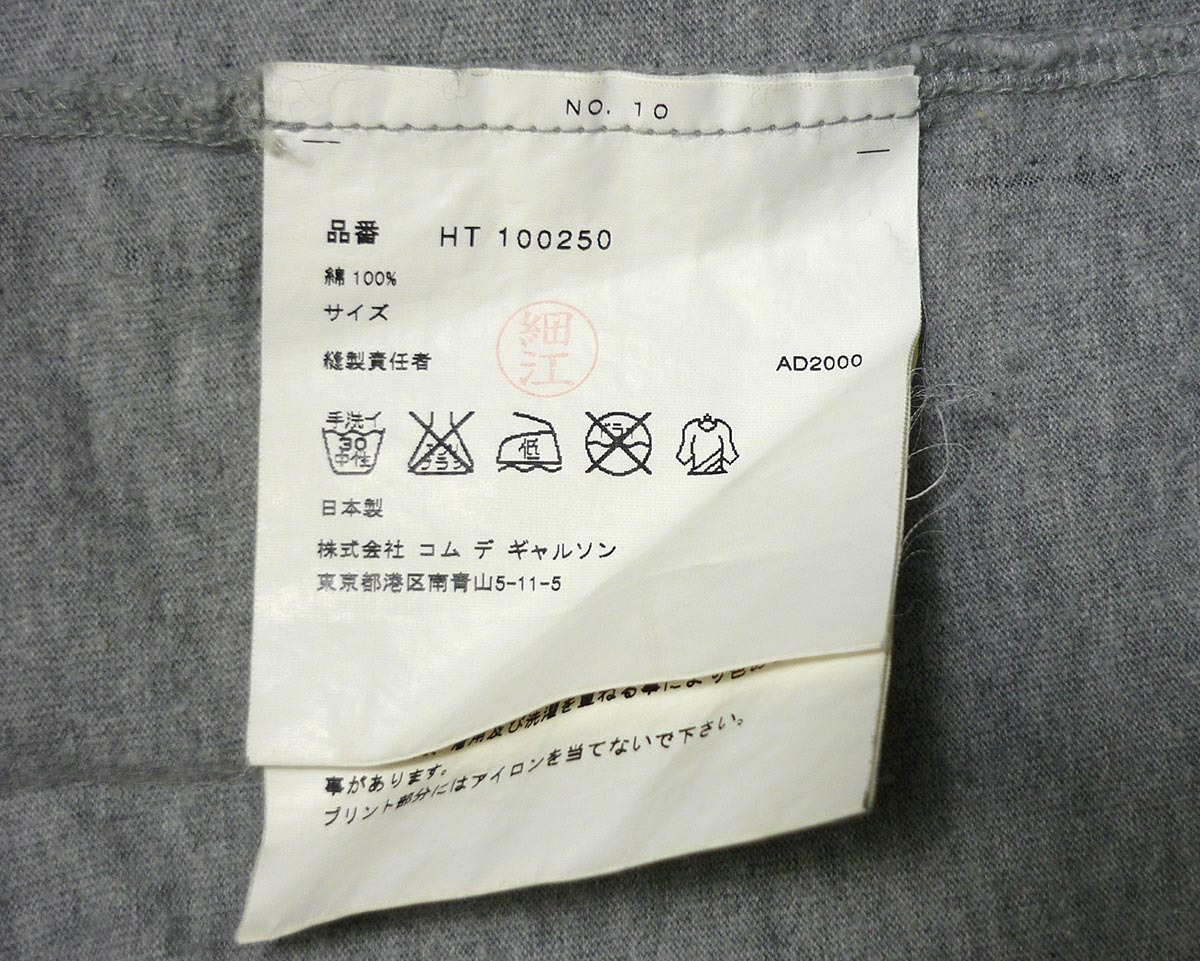 NO. 10
品番 HT 100250
綿 100%
サイズ
細江
縫製責任者 AD2000
手洗イ
30
中性
低
日本製
株式会社 コム デ ギャルソン
東京都港区南青山5-11-5
着用及び洗濯を重ねる事により色の
事があります。
プリント部分にはアイロンを当てないで下さい。